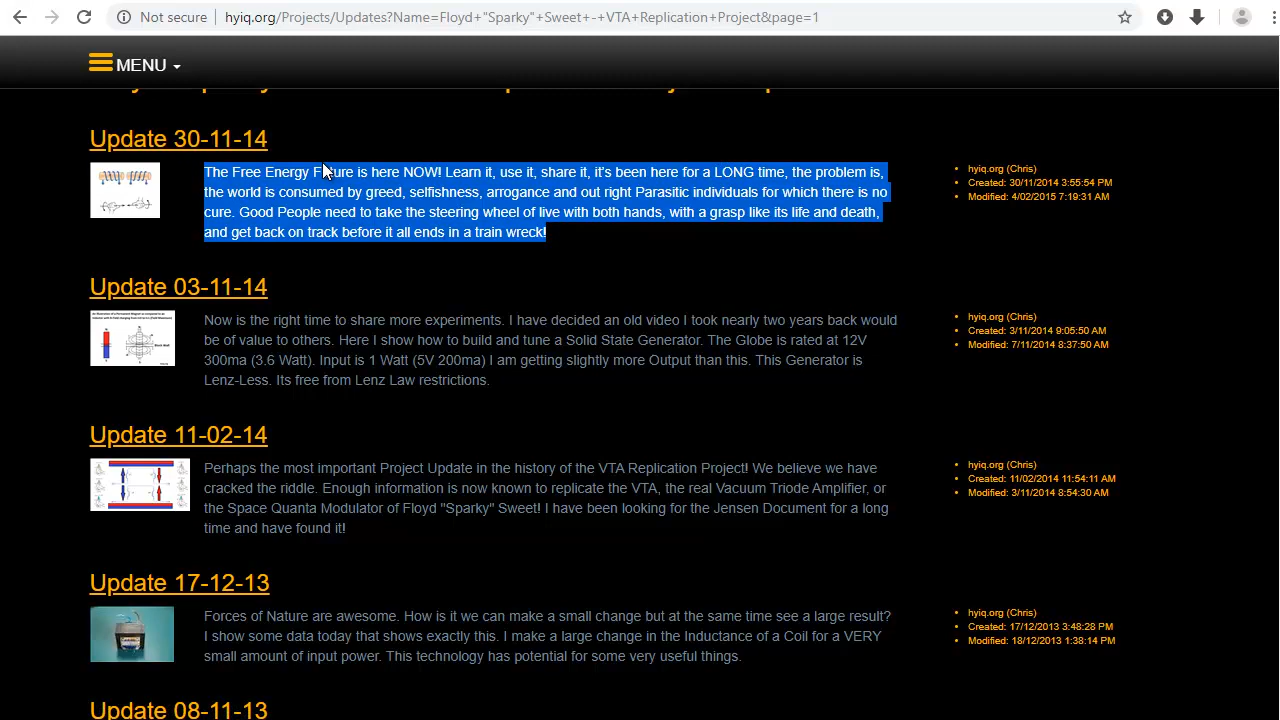 Not secure
hyiq.org/Projects/Updates?Name=Floyd+"Sparky"+Sweet+-+VTA+Replication+Project&page=1
MENU
Update 30-11-14
The Free Energy Future is here NOW! Learn it, use it, share it, it's been here for a LONG time, the problem is,
the world is consumed by greed, selfishness, arrogance and out right Parasitic individuals for which there is no
cure. Good People need to take the steering wheel of live with both hands, with a grasp like its life and death,
and get back on track before it all ends in a train wreck!
hyiq.org (Chris)
Created: 30/11/2014 3:55:54 PM
Modified: 4/02/2015 7:19:31 AM
Update 03-11-14
Now is the right time to share more experiments. I have decided an old video I took nearly two years back would
be of value to others. Here I show how to build and tune a Solid State Generator. The Globe is rated at 12V
300ma (3.6 Watt). Input is 1 Watt (5V 200ma) I am getting slightly more Output than this. This Generator is
Lenz-Less. Its free from Lenz Law restrictions.
hyiq.org (Chris)
Created: 3/11/2014 9:05:50 AM
Modified: 7/11/2014 8:37:50 AM
Update 11-02-14
Perhaps the most important Project Update in the history of the VTA Replication Project! We believe we have
cracked the riddle. Enough information is now known to replicate the VTA, the real Vacuum Triode Amplifier, or
the Space Quanta Modulator of Floyd "Sparky" Sweet! I have been looking for the Jensen Document for a long
time and have found it!
hyiq.org (Chris)
Created: 11/02/2014 11:54:11 AM
Modified: 3/11/2014 8:54:30 AM
Update 17-12-13
Forces of Nature are awesome. How is it we can make a small change but at the same time see a large result?
I show some data today that shows exactly this. I make a large change in the Inductance of a Coil for a VERY
small amount of input power. This technology has potential for some very useful things.
hyiq.org (Chris)
Created: 17/12/2013 3:48:28 PM
Modified: 18/12/2013 1:38:14 PM
Update 08-11-13